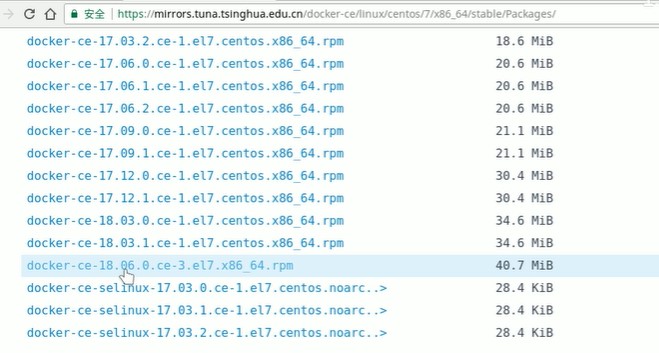 安全 https://mirrors.tuna.tsinghua.edu.cn/docker-ce/linux/centos/7/x86_64/stable/Packages/
docker-ce-17.03.2.ce-1.el7.centos.x86_64.rpm 18.6 MiB
docker-ce-17.06.0.ce-1.el7.centos.x86_64.rpm 20.6 MiB
docker-ce-17.06.1.ce-1.el7.centos.x86_64.rpm 20.6 MiB
docker-ce-17.06.2.ce-1.el7.centos.x86_64.rpm 20.6 MiB
docker-ce-17.09.0.ce-1.el7.centos.x86_64.rpm 21.1 MiB
docker-ce-17.09.1.ce-1.el7.centos.x86_64.rpm 21.1 MiB
docker-ce-17.12.0.ce-1.el7.centos.x86_64.rpm 30.4 MiB
docker-ce-17.12.1.ce-1.el7.centos.x86_64.rpm 30.4 MiB
docker-ce-18.03.0.ce-1.el7.centos.x86_64.rpm 34.6 MiB
docker-ce-18.03.1.ce-1.el7.centos.x86_64.rpm 34.6 MiB
docker-ce-18.06.0.ce-3.el7.x86_64.rpm 40.7 MiB
docker-ce-selinux-17.03.0.ce-1.el7.centos.noarc..> 28.4 KiB
docker-ce-selinux-17.03.1.ce-1.el7.centos.noarc..> 28.4 KiB
docker-ce-selinux-17.03.2.ce-1.el7.centos.noarc..> 28.4 KiB